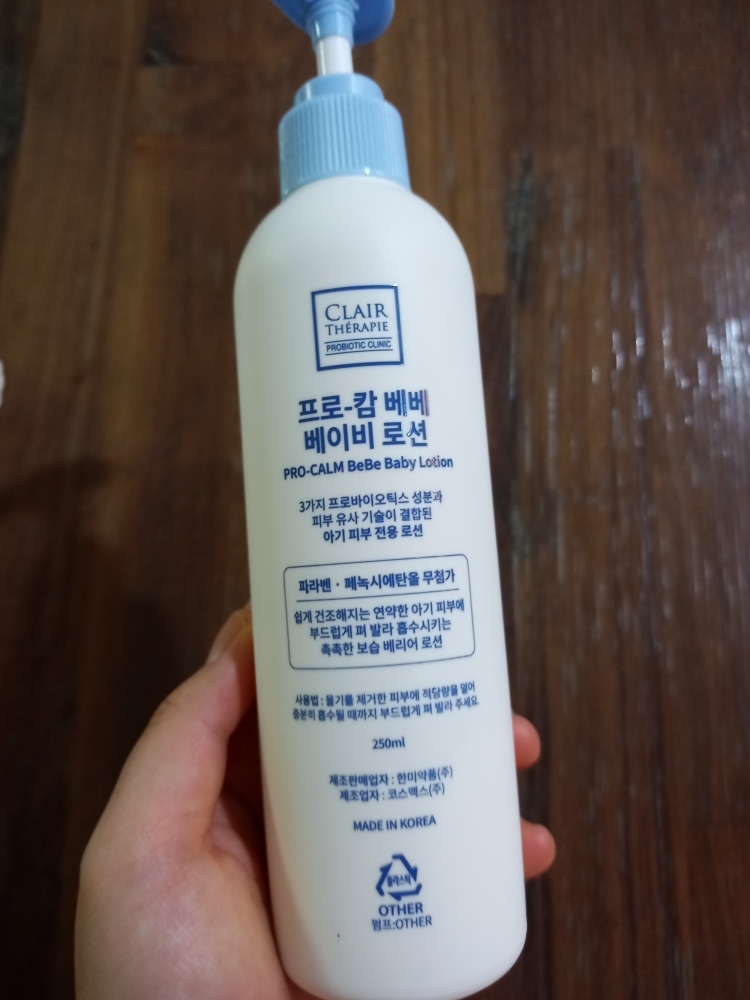 CLAIR
THÉRAPIE
PROBIOTIC CLINIC
프로-캄 베베
베이비 로션
PRO-CALM BeBe Baby Lotion
3가지 프로바이오틱스 성분과
피부 유사 기술이 결합된
아기 피부 전용 로션
파라벤 · 페녹시에탄올 무첨가
쉽게 건조해지는 연약한 아기 피부에
부드럽게 펴 발라 흡수시키는
촉촉한 보습 베리어 로션
사용법 : 물기를 제거한 피부에 적당량을 덜어
충분히 흡수될 때까지 부드럽게 펴 발라 주세요.
250ml
제조판매업자 : 한미약품(주)
제조업자 : 코스맥스(주)
MADE IN KOREA
플라스틱
OTHER
펌프:OTHER